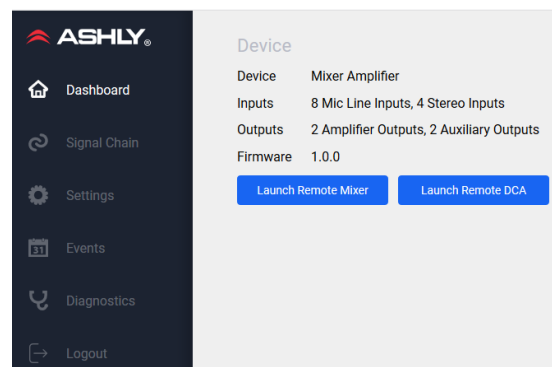 ASHLY®
Dashboard
Signal Chain
Settings
31
Events
Diagnostics
Logout
Device
Device Mixer Amplifier
Inputs 8 Mic Line Inputs, 4 Stereo Inputs
Outputs 2 Amplifier Outputs, 2 Auxiliary Outputs
Firmware 1.0.0
Launch Remote Mixer Launch Remote DCA